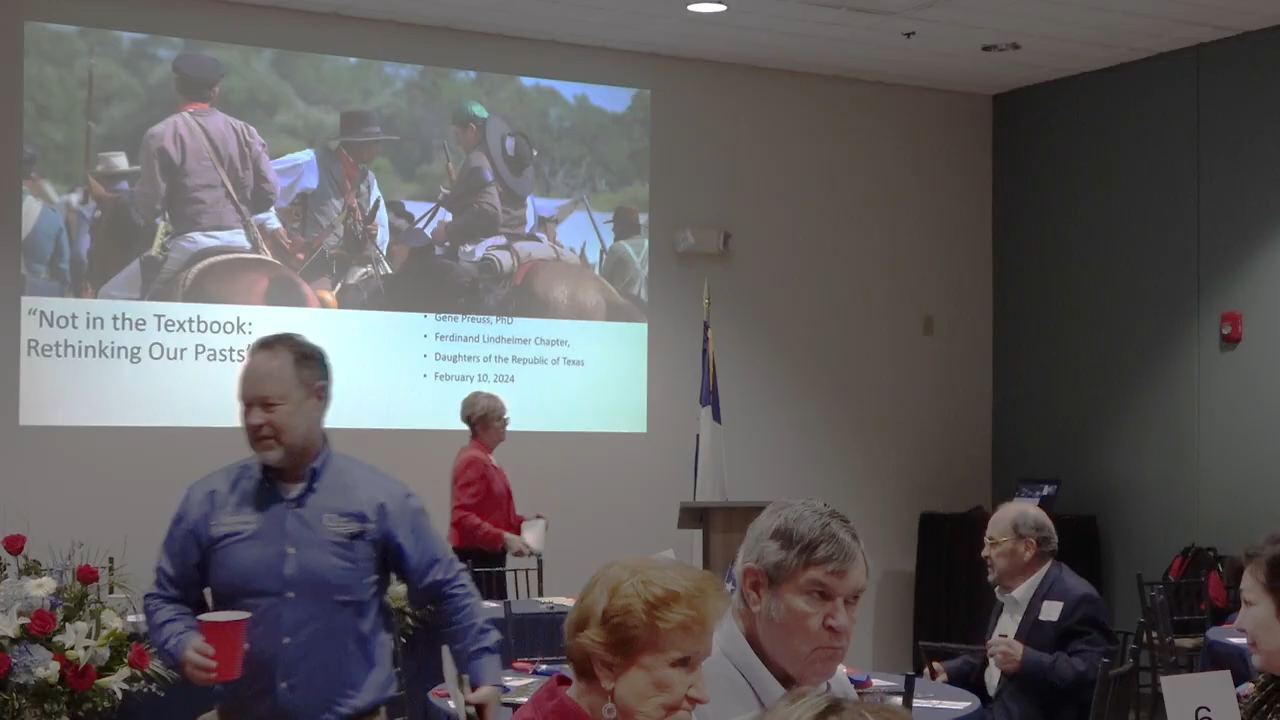 “Not in the Textbook:
Rethinking Our Pasts”
• Gene Preuss, PhD
• Ferdinand Lindheimer Chapter,
• Daughters of the Republic of Texas
• February 10, 2024